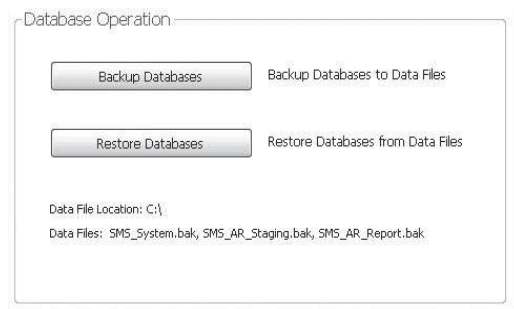 Database Operation
Backup Databases Backup Databases to Data Files
Restore Databases Restore Databases from Data Files
Data File Location: C:\
Data Files: SMS_System.bak, SMS_AR_Staging.bak, SMS_AR_Report.bak